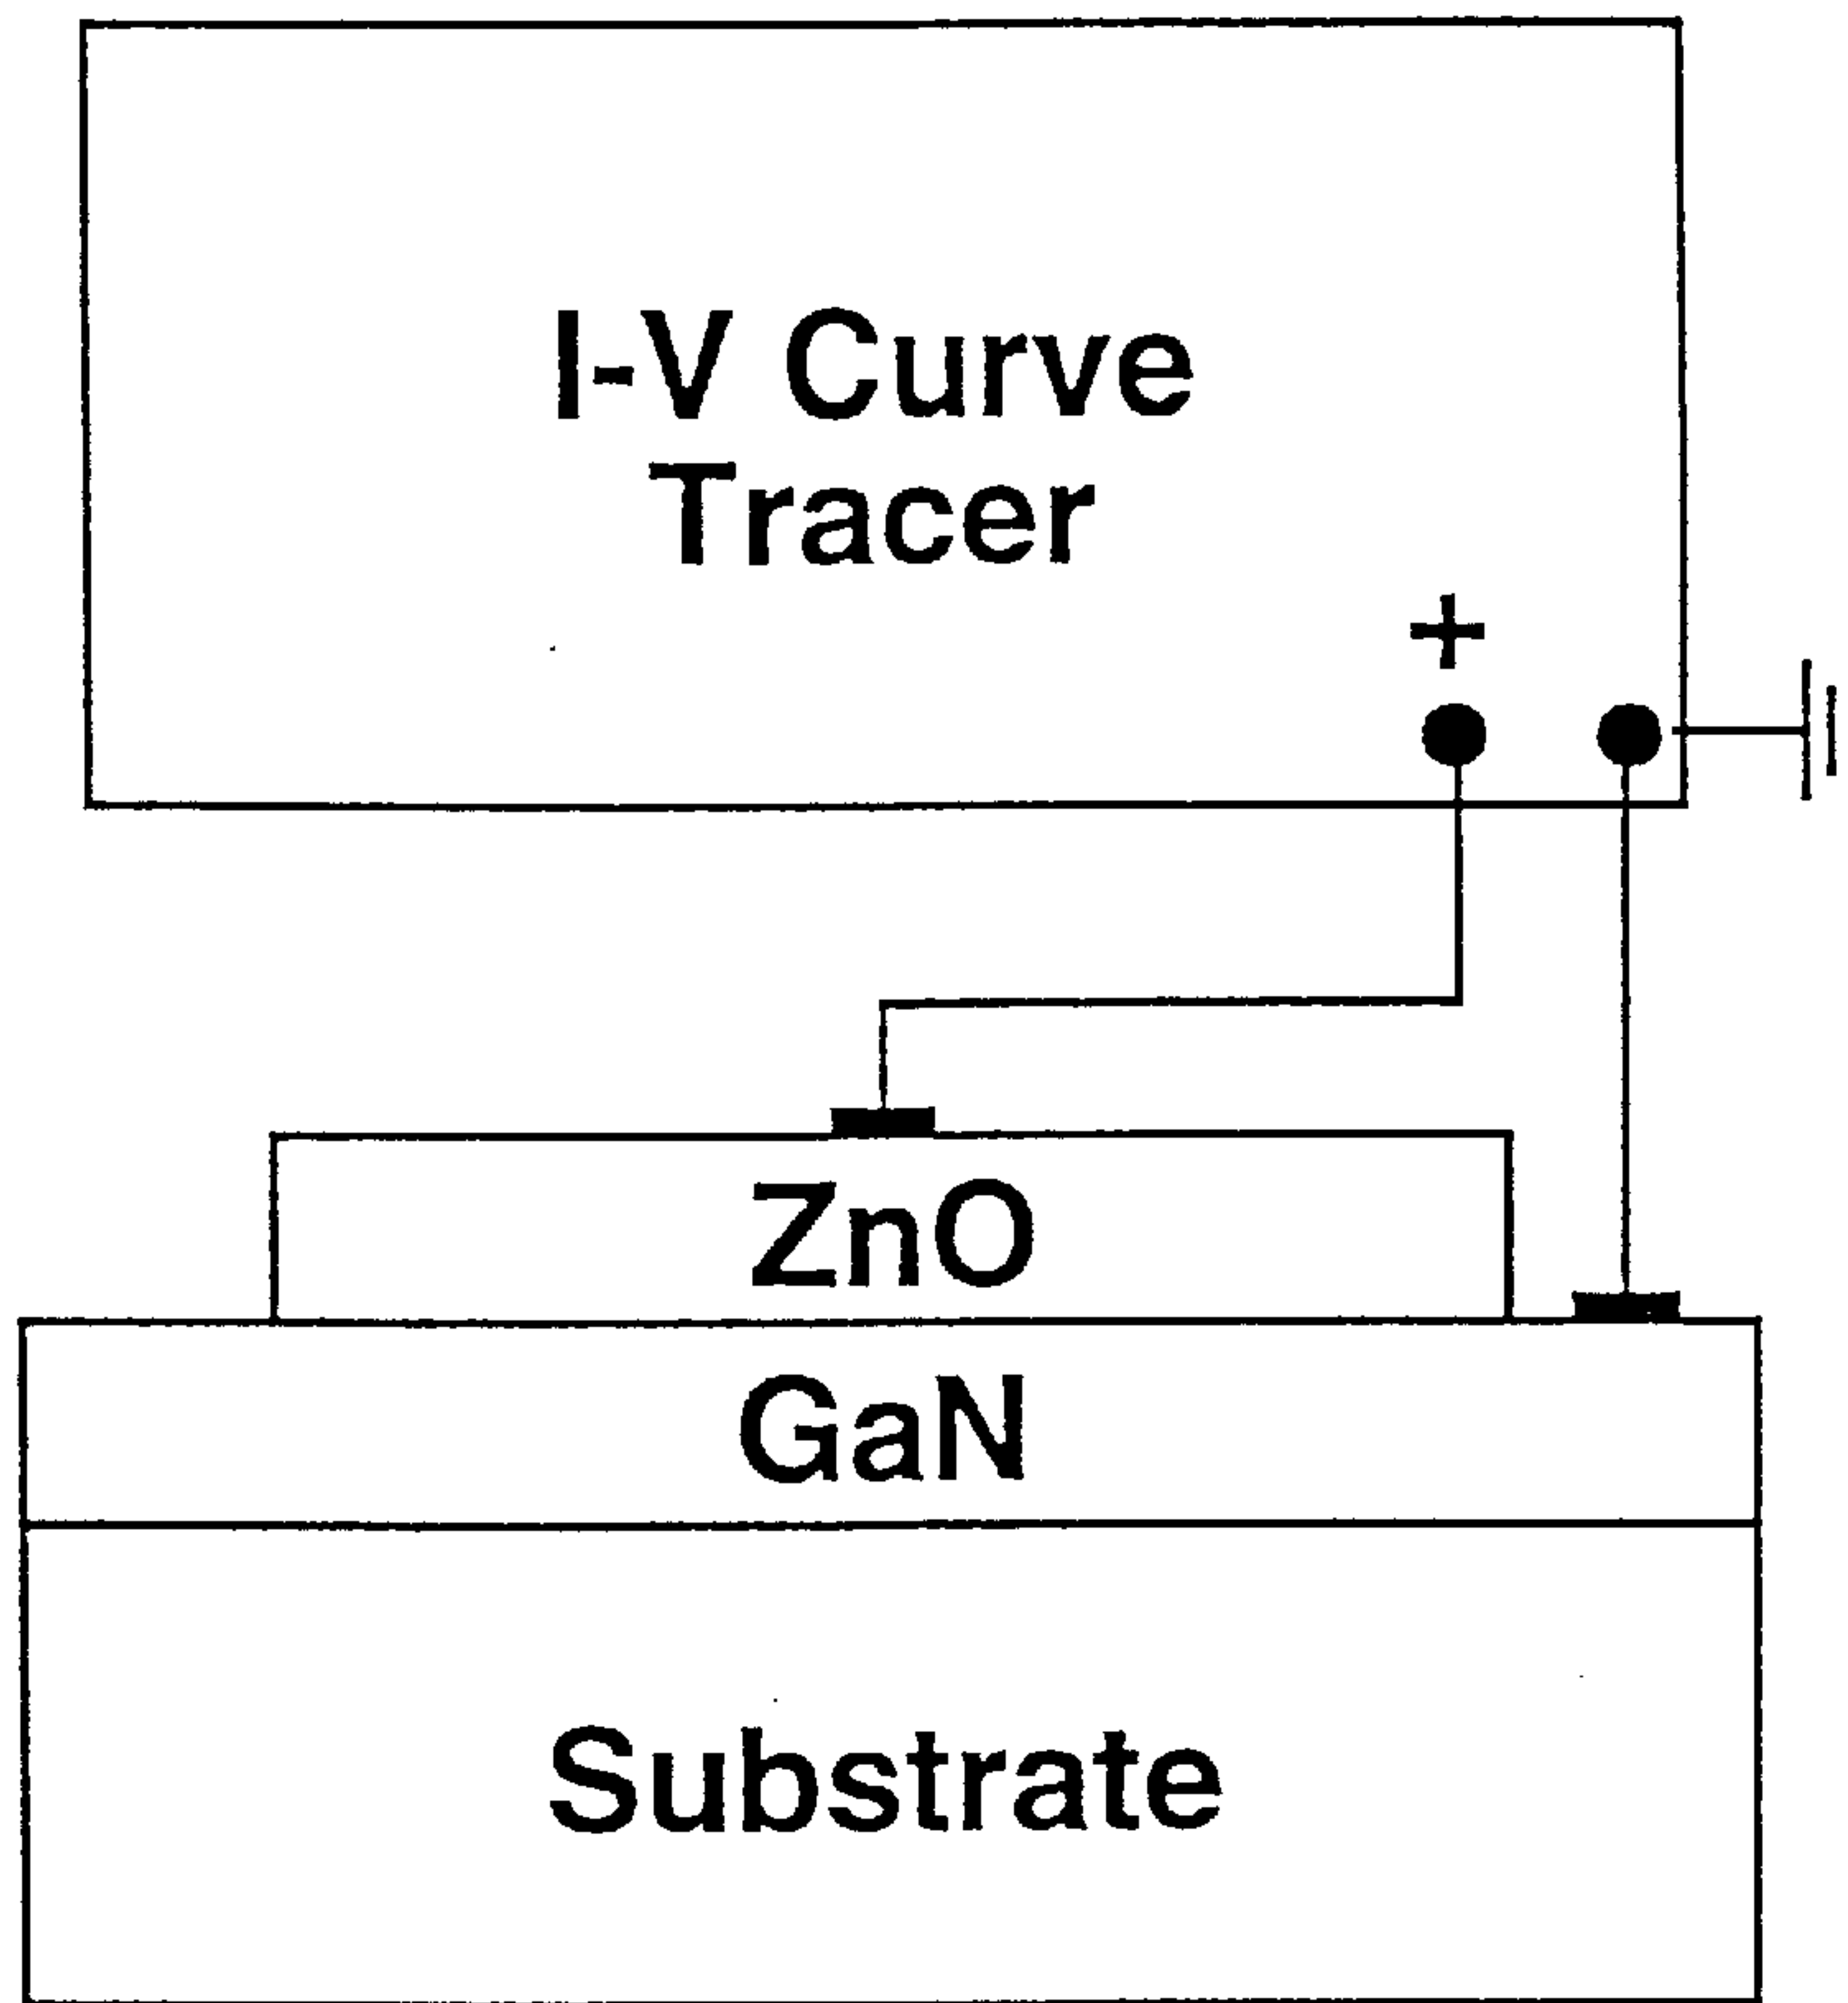 I-V Curve
Tracer
+
ZnO
GaN
Substrate